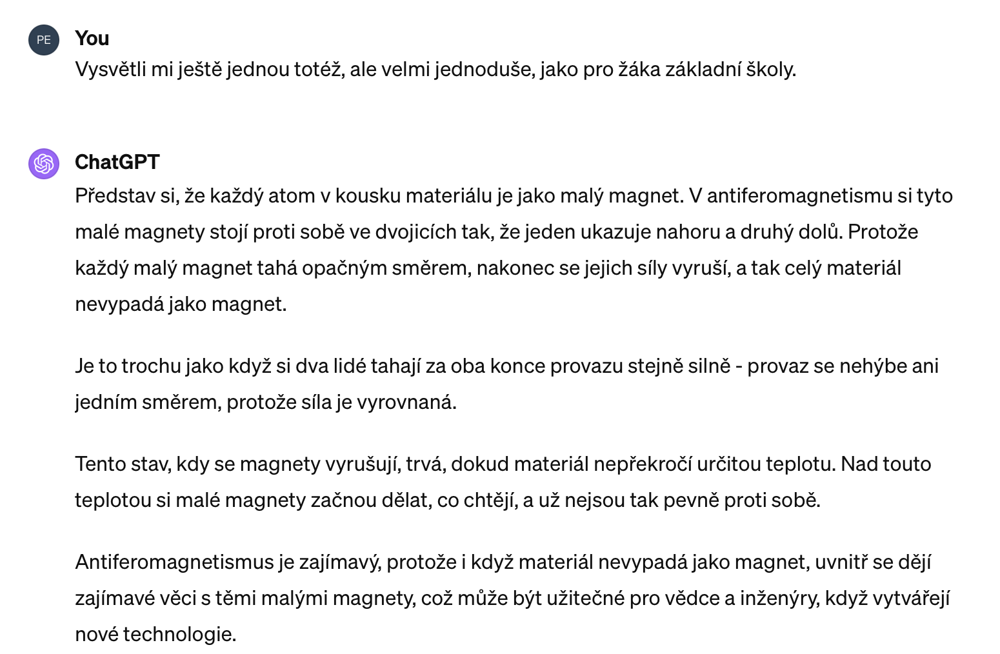 PE
You
Vysvětli mi ještě jednou totéž, ale velmi jednoduše, jako pro žáka základní školy.
ChatGPT
Představ si, že každý atom v kousku materiálu je jako malý magnet. V antiferomagnetismu si tyto
malé magnety stojí proti sobě ve dvojicích tak, že jeden ukazuje nahoru a druhý dolů. Protože
každý malý magnet tahá opačným směrem, nakonec se jejich síly vyruší, a tak celý materiál
nevypadá jako magnet.
Je to trochu jako když si dva lidé tahají za oba konce provazu stejně silně - provaz se nehýbe ani
jedním směrem, protože síla je vyrovnaná.
Tento stav, kdy se magnety vyrušují, trvá, dokud materiál nepřekročí určitou teplotu. Nad touto
teplotou si malé magnety začnou dělat, co chtějí, a už nejsou tak pevně proti sobě.
Antiferomagnetismus je zajímavý, protože i když materiál nevypadá jako magnet, uvnitř se dějí
zajímavé věci s těmi malými magnety, což může být užitečné pro vědce a inženýry, když vytvářejí
nové technologie.